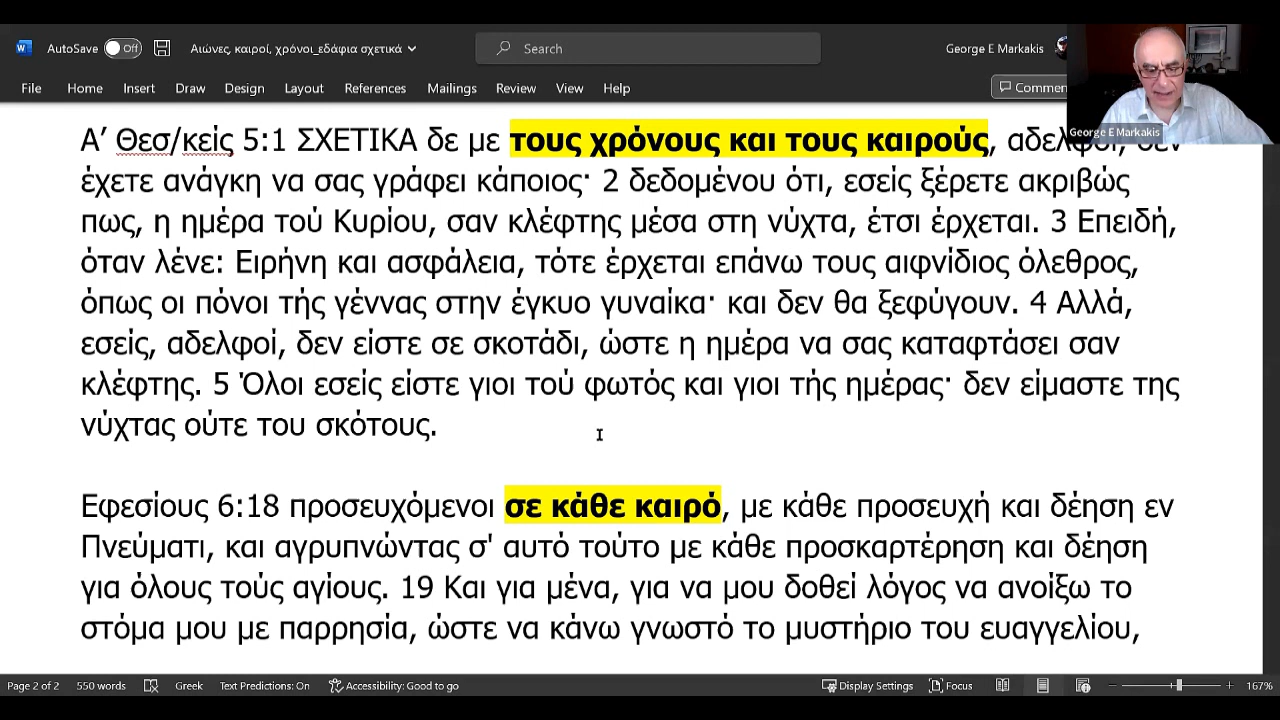 AutoSave Off Αιώνες, καιροί, χρόνοι_εδάφια σχετικά Search George E Markakis
File Home Insert Draw Design Layout References Mailings Review View Help Commen
George E Markakis
Α’ Θεσ/κείς 5:1 ΣΧΕΤΙΚΑ δε με τους χρόνους και τους καιρούς, αδελφοί, δεν
έχετε ανάγκη να σας γράφει κάποιος· 2 δεδομένου ότι, εσείς ξέρετε ακριβώς
πως, η ημέρα τού Κυρίου, σαν κλέφτης μέσα στη νύχτα, έτσι έρχεται. 3 Επειδή,
όταν λένε: Ειρήνη και ασφάλεια, τότε έρχεται επάνω τους αιφνίδιος όλεθρος,
όπως οι πόνοι τής γέννας στην έγκυο γυναίκα· και δεν θα ξεφύγουν. 4 Αλλά,
εσείς, αδελφοί, δεν είστε σε σκοτάδι, ώστε η ημέρα να σας καταφτάσει σαν
κλέφτης. 5 Όλοι εσείς είστε γιοι τού φωτός και γιοι τής ημέρας· δεν είμαστε της
νύχτας ούτε του σκότους.
Εφεσίους 6:18 προσευχόμενοι σε κάθε καιρό, με κάθε προσευχή και δέηση εν
Πνεύματι, και αγρυπνώντας σ' αυτό τούτο με κάθε προσκαρτέρηση και δέηση
για όλους τούς αγίους. 19 Και για μένα, για να μου δοθεί λόγος να ανοίξω το
στόμα μου με παρρησία, ώστε να κάνω γνωστό το μυστήριο του ευαγγελίου,
Page 2 of 2 550 words Greek Text Predictions: On Accessibility: Good to go Display Settings Focus 167%